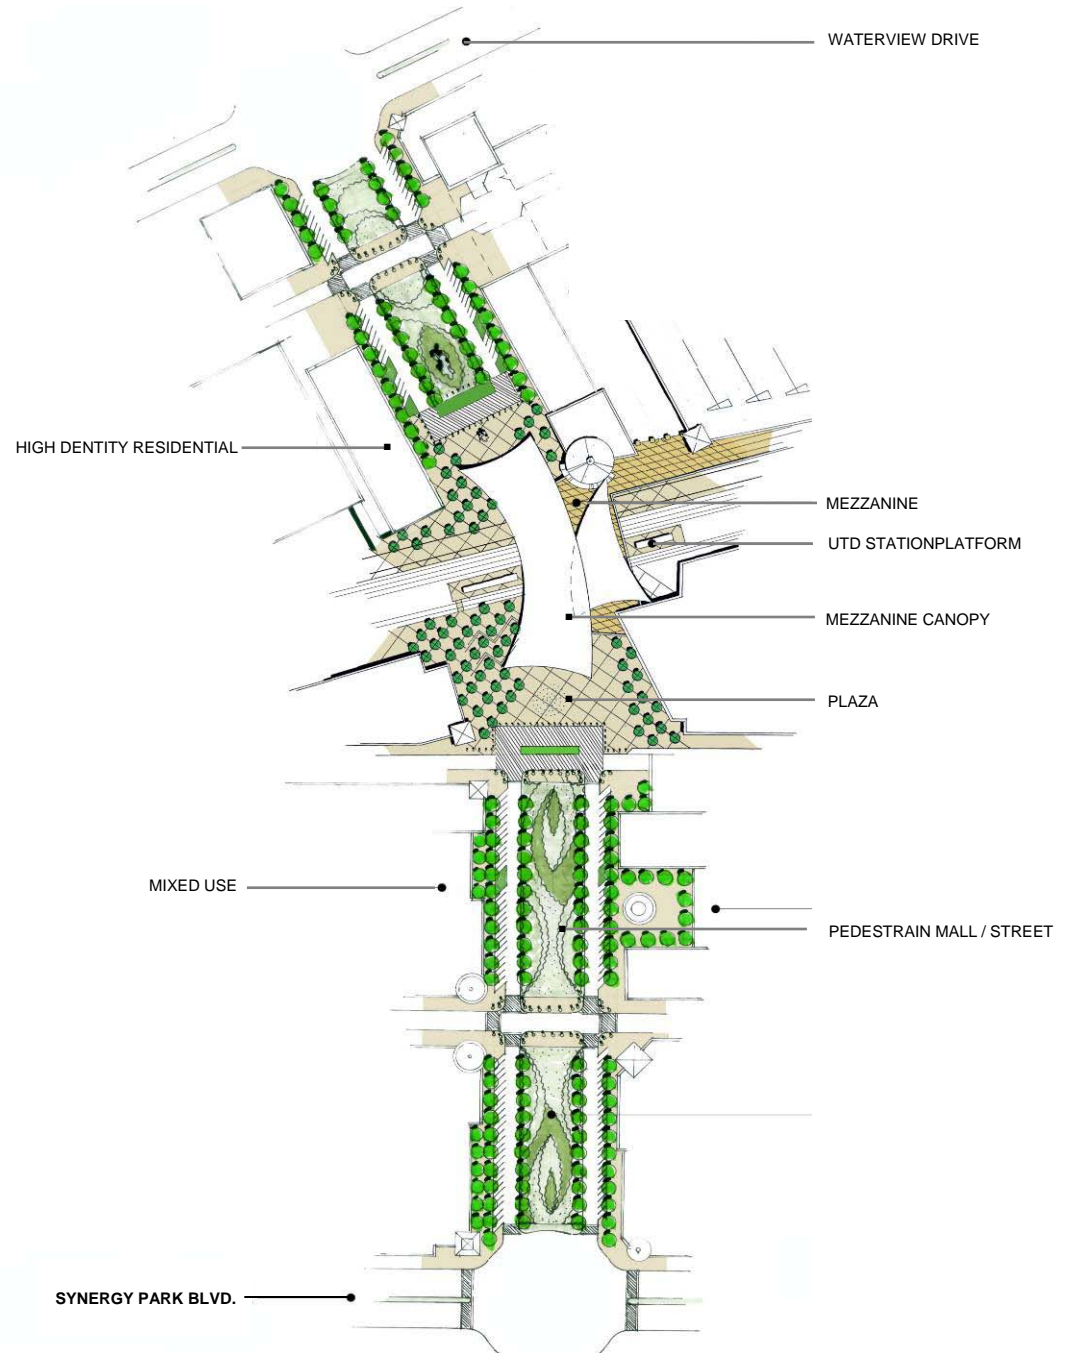 WATERVIEW DRIVE
HIGH DENTITY RESIDENTIAL
MEZZANINE
UTD STATIONPLATFORM
MEZZANINE CANOPY
PLAZA
MIXED USE
PEDESTRAIN MALL / STREET
SYNERGY PARK BLVD.